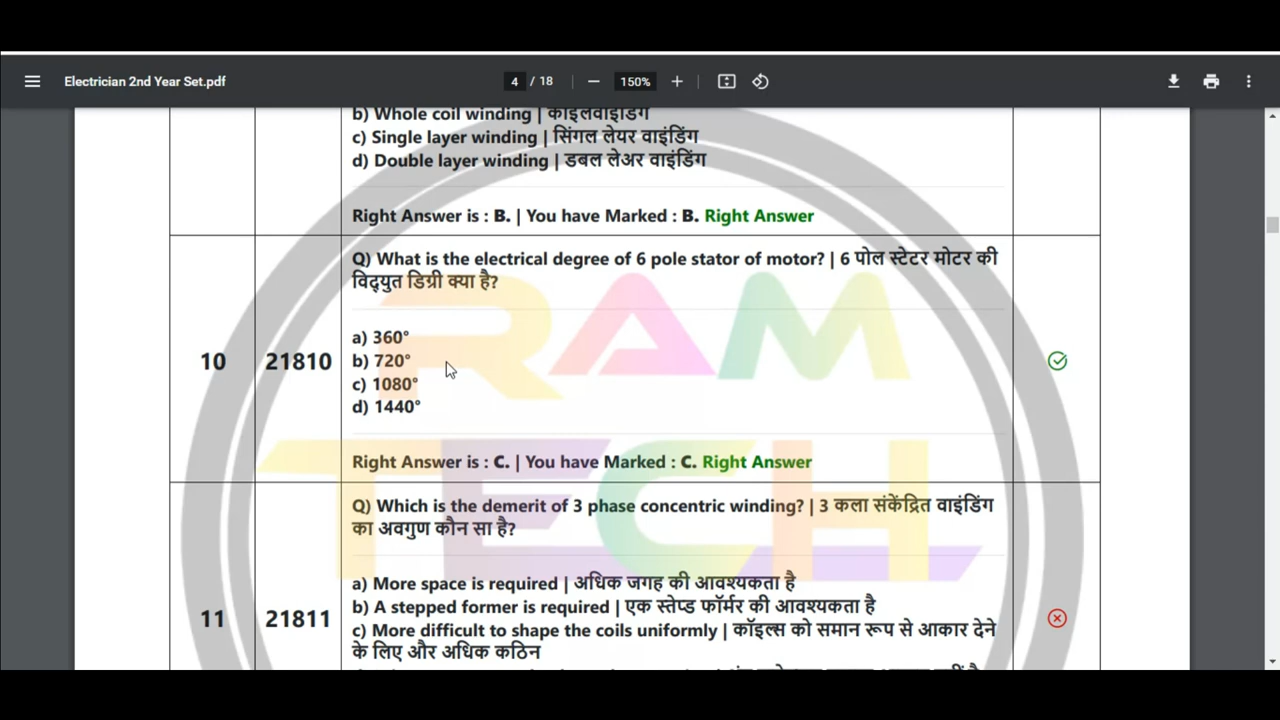 Electrician 2nd Year Set.pdf
4 / 18
150%
b) Whole coil winding | कॉइलवाइंडिंग
c) Single layer winding | सिंगल लेयर वाइंडिंग
d) Double layer winding | डबल लेअर वाइंडिंग
Right Answer is : B. | You have Marked : B. Right Answer
10
21810
Q) What is the electrical degree of 6 pole stator of motor? | 6 पोल स्टेटर मोटर की
विद्युत डिग्री क्या है?
a) 360°
b) 720°
c) 1080°
d) 1440°
Right Answer is : C. | You have Marked : C. Right Answer
11
21811
Q) Which is the demerit of 3 phase concentric winding? | 3 कला संकेंद्रित वाइंडिंग
का अवगुण कौन सा है?
a) More space is required | अधिक जगह की आवश्यकता है
b) A stepped former is required | एक स्तेप्ड फॉर्मर की आवश्यकता है
c) More difficult to shape the coils uniformly | कॉइल्स को समान रूप से आकार देने
के लिए और अधिक कठिन
RAM
TECH